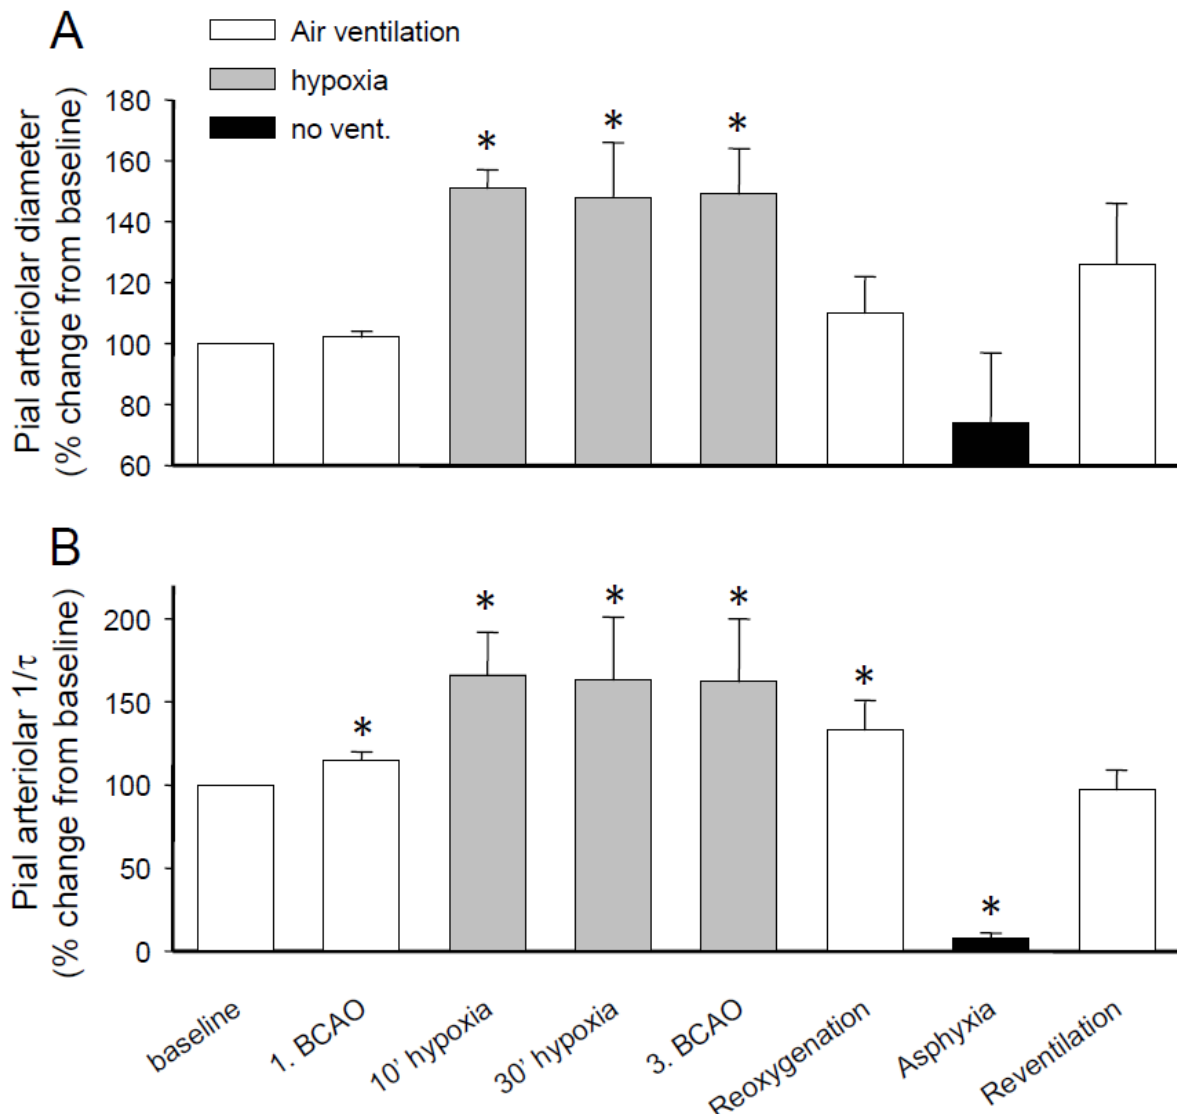 A
Air ventilation
hypoxia
no vent.
Pial arteriolar diameter
(% change from baseline)
180
160
140
120
100
80
60
*
*
*
B
Pial arteriolar 1/τ
(% change from baseline)
200
150
100
50
0
*
*
*
*
*
*
baseline
1. BCAO
10' hypoxia
30' hypoxia
3. BCAO
Reoxygenation
Asphyxia
Reventilation